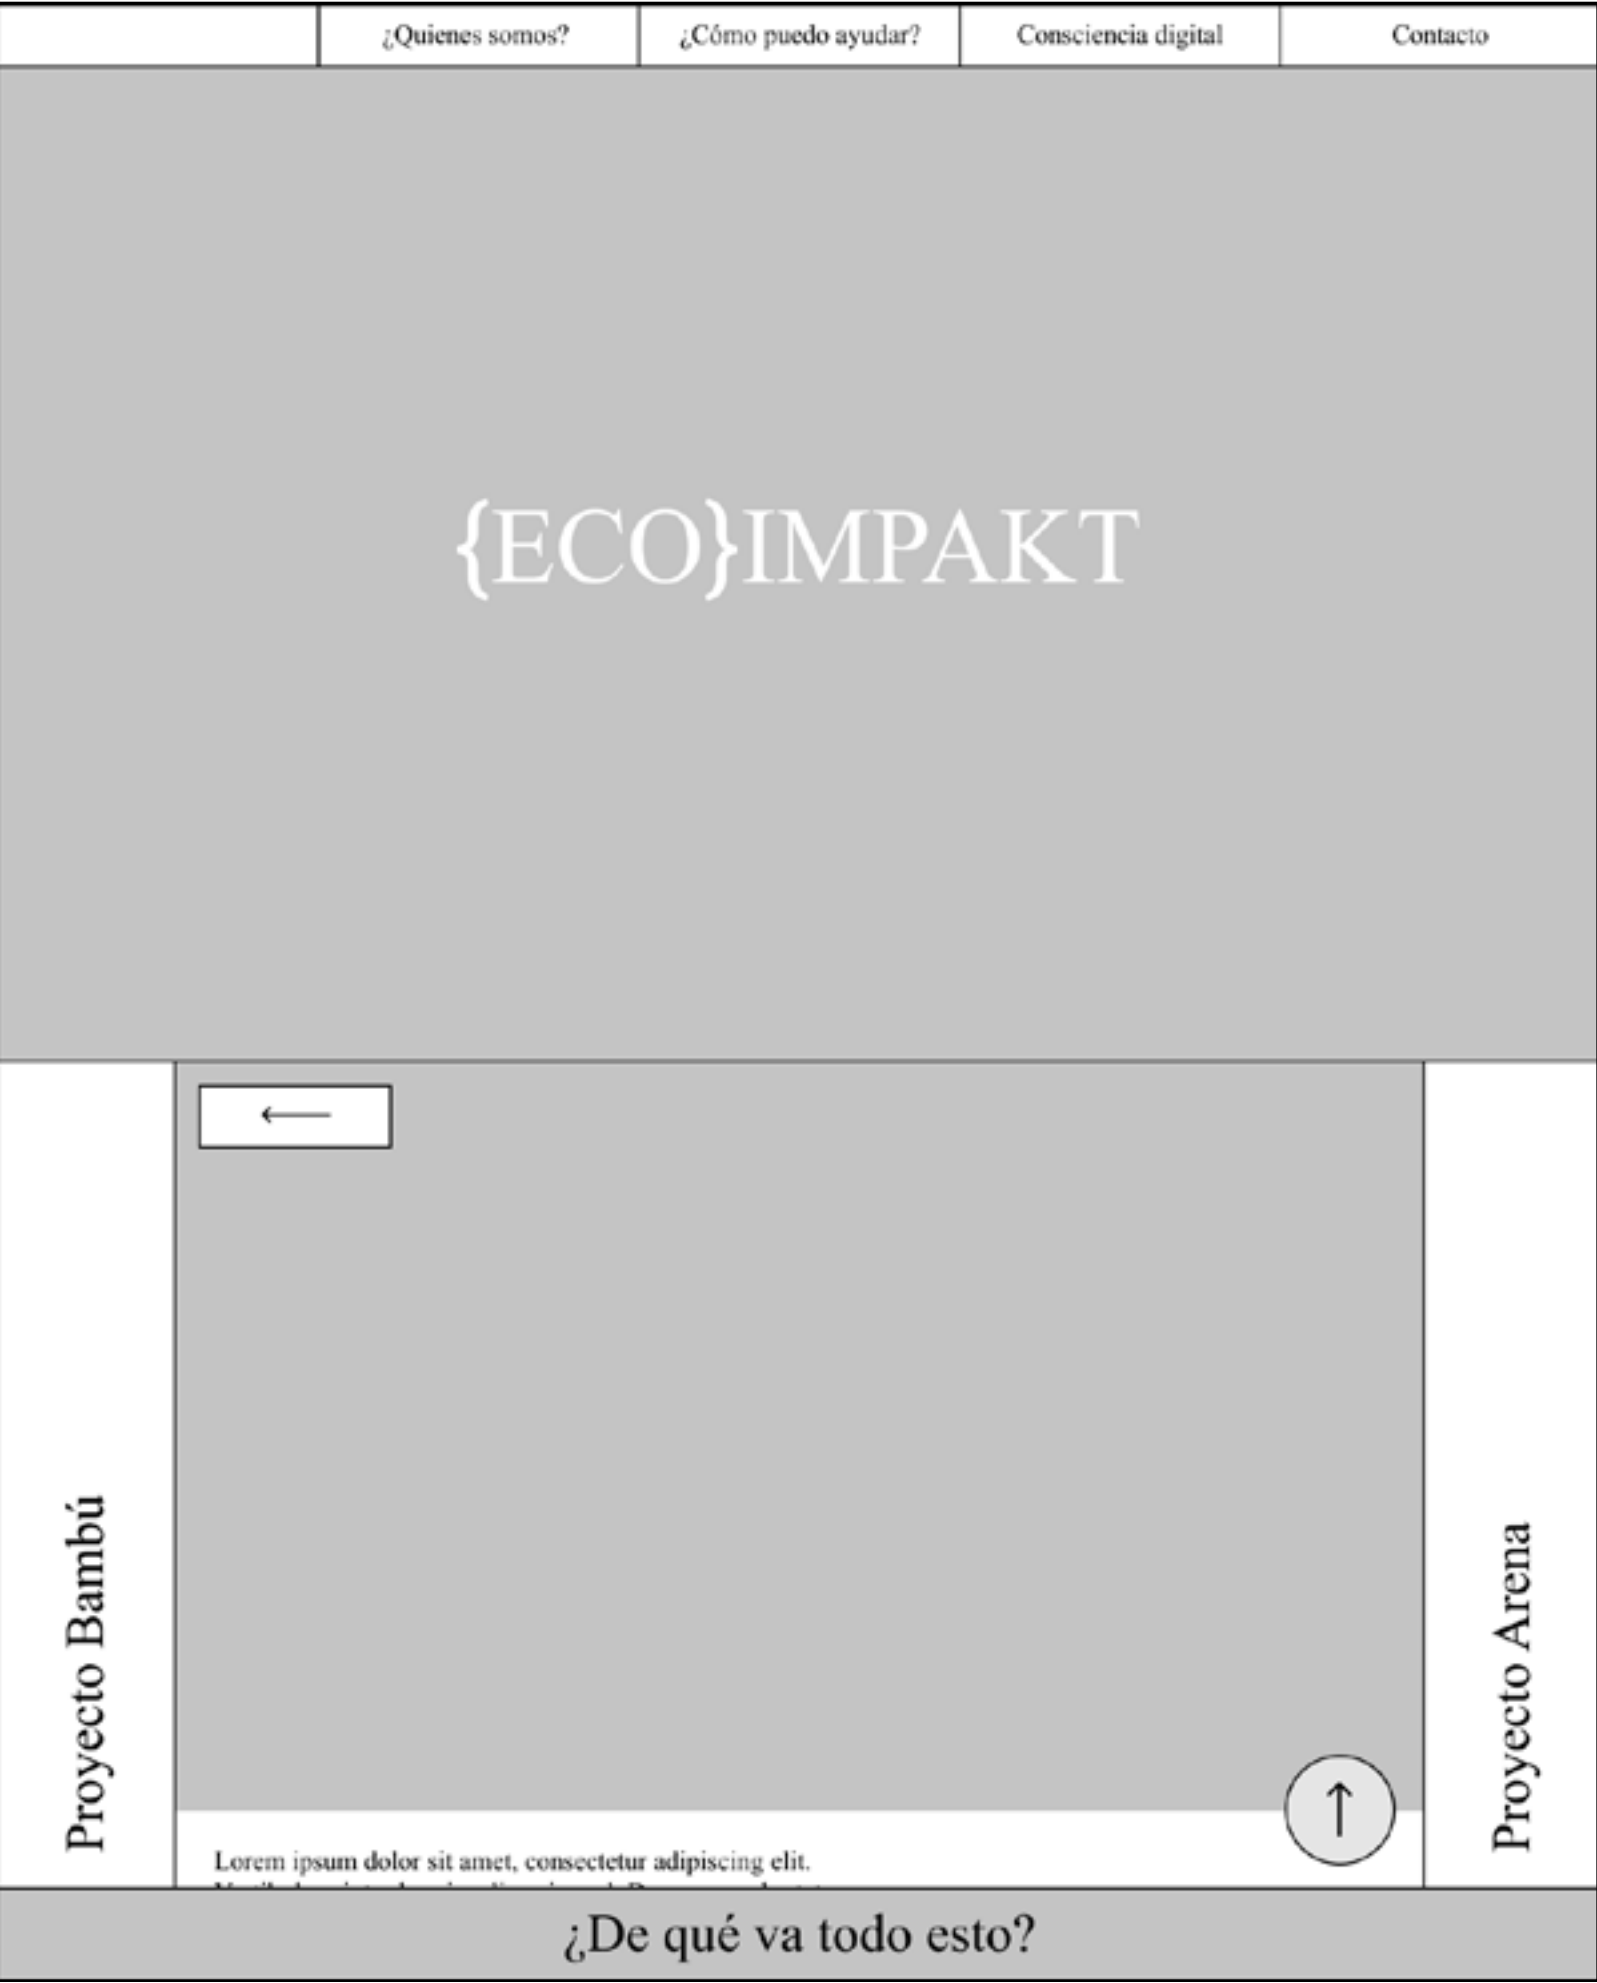 ¿Quienes somos?
¿Cómo puedo ayudar?
Consciencia digital
Contacto
{ECO}IMPAKT
←
Proyecto Bambú
↑
Lorem ipsum dolor sit amet, consectetur adipiscing elit.
Proyecto Arena
¿De qué va todo esto?